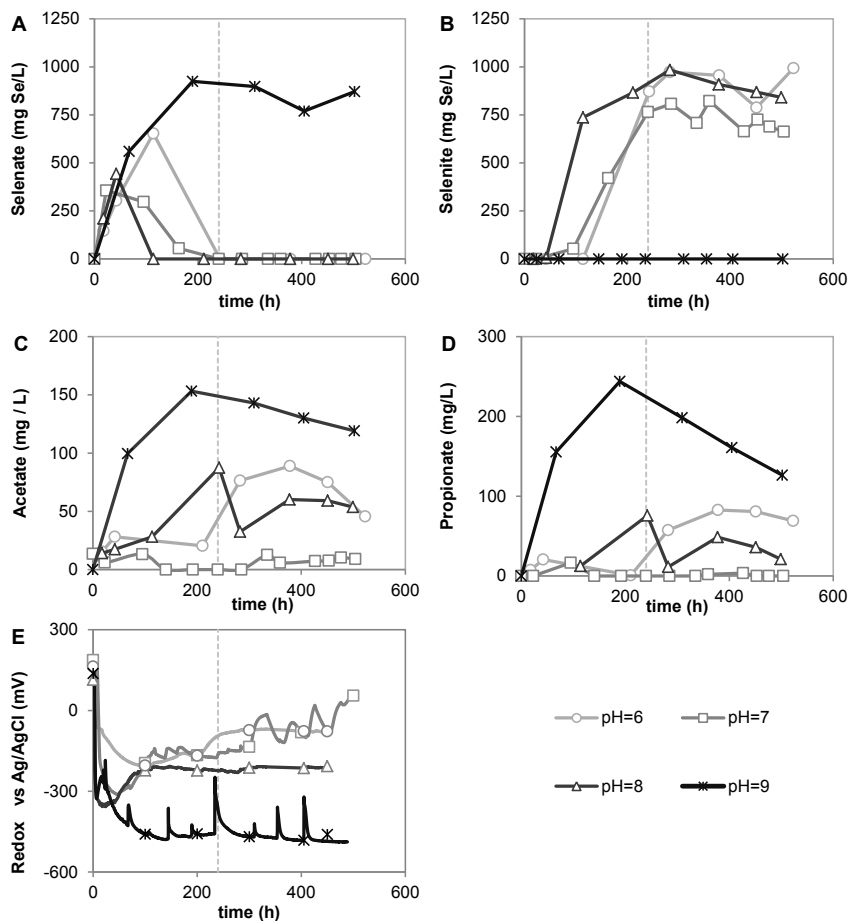 A
Selenate (mg Se/L)
1250
1000
750
500
250
0
0 200 400 600
time (h)
B
Selenite (mg Se/L)
1250
1000
750
500
250
0
0 200 400 600
time (h)
C
Acetate (mg / L)
200
150
100
50
0
0 200 400 600
time (h)
D
Propionate (mg/L)
300
200
100
0
0 200 400 600
time (h)
E
Redox vs Ag/AgCl (mV)
300
0
-300
-600
0 200 400 600
time (h)
pH=6 pH=7
pH=8 pH=9